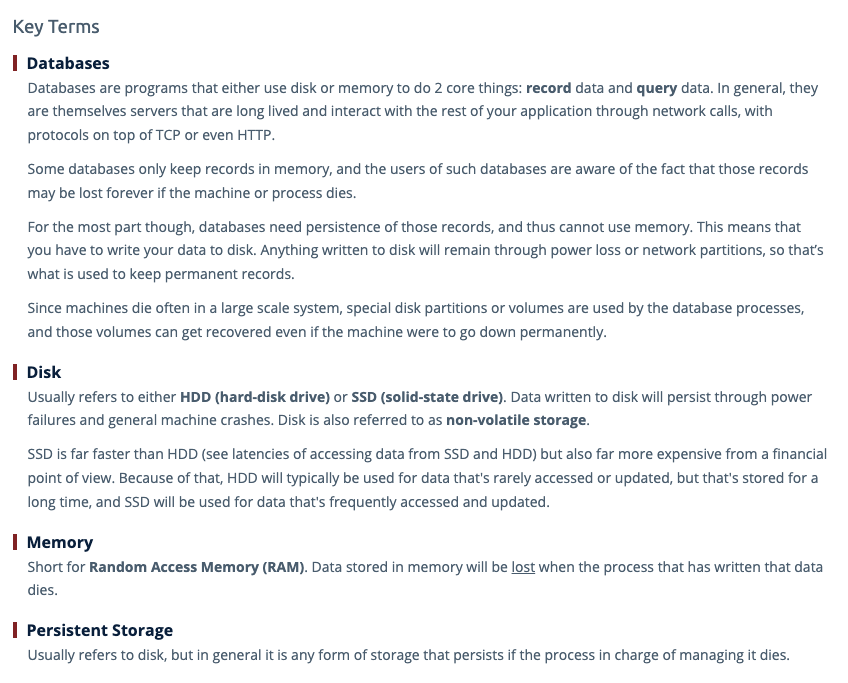 Key Terms
Databases
Databases are programs that either use disk or memory to do 2 core things: record data and query data. In general, they
are themselves servers that are long lived and interact with the rest of your application through network calls, with
protocols on top of TCP or even HTTP.
Some databases only keep records in memory, and the users of such databases are aware of the fact that those records
may be lost forever if the machine or process dies.
For the most part though, databases need persistence of those records, and thus cannot use memory. This means that
you have to write your data to disk. Anything written to disk will remain through power loss or network partitions, so that's
what is used to keep permanent records.
Since machines die often in a large scale system, special disk partitions or volumes are used by the database processes,
and those volumes can get recovered even if the machine were to go down permanently.
Disk
Usually refers to either HDD (hard-disk drive) or SSD (solid-state drive). Data written to disk will persist through power
failures and general machine crashes. Disk is also referred to as non-volatile storage.
SSD is far faster than HDD (see latencies of accessing data from SSD and HDD) but also far more expensive from a financial
point of view. Because of that, HDD will typically be used for data that's rarely accessed or updated, but that's stored for a
long time, and SSD will be used for data that's frequently accessed and updated.
Memory
Short for Random Access Memory (RAM). Data stored in memory will be lost when the process that has written that data
dies.
Persistent Storage
Usually refers to disk, but in general it is any form of storage that persists if the process in charge of managing it dies.